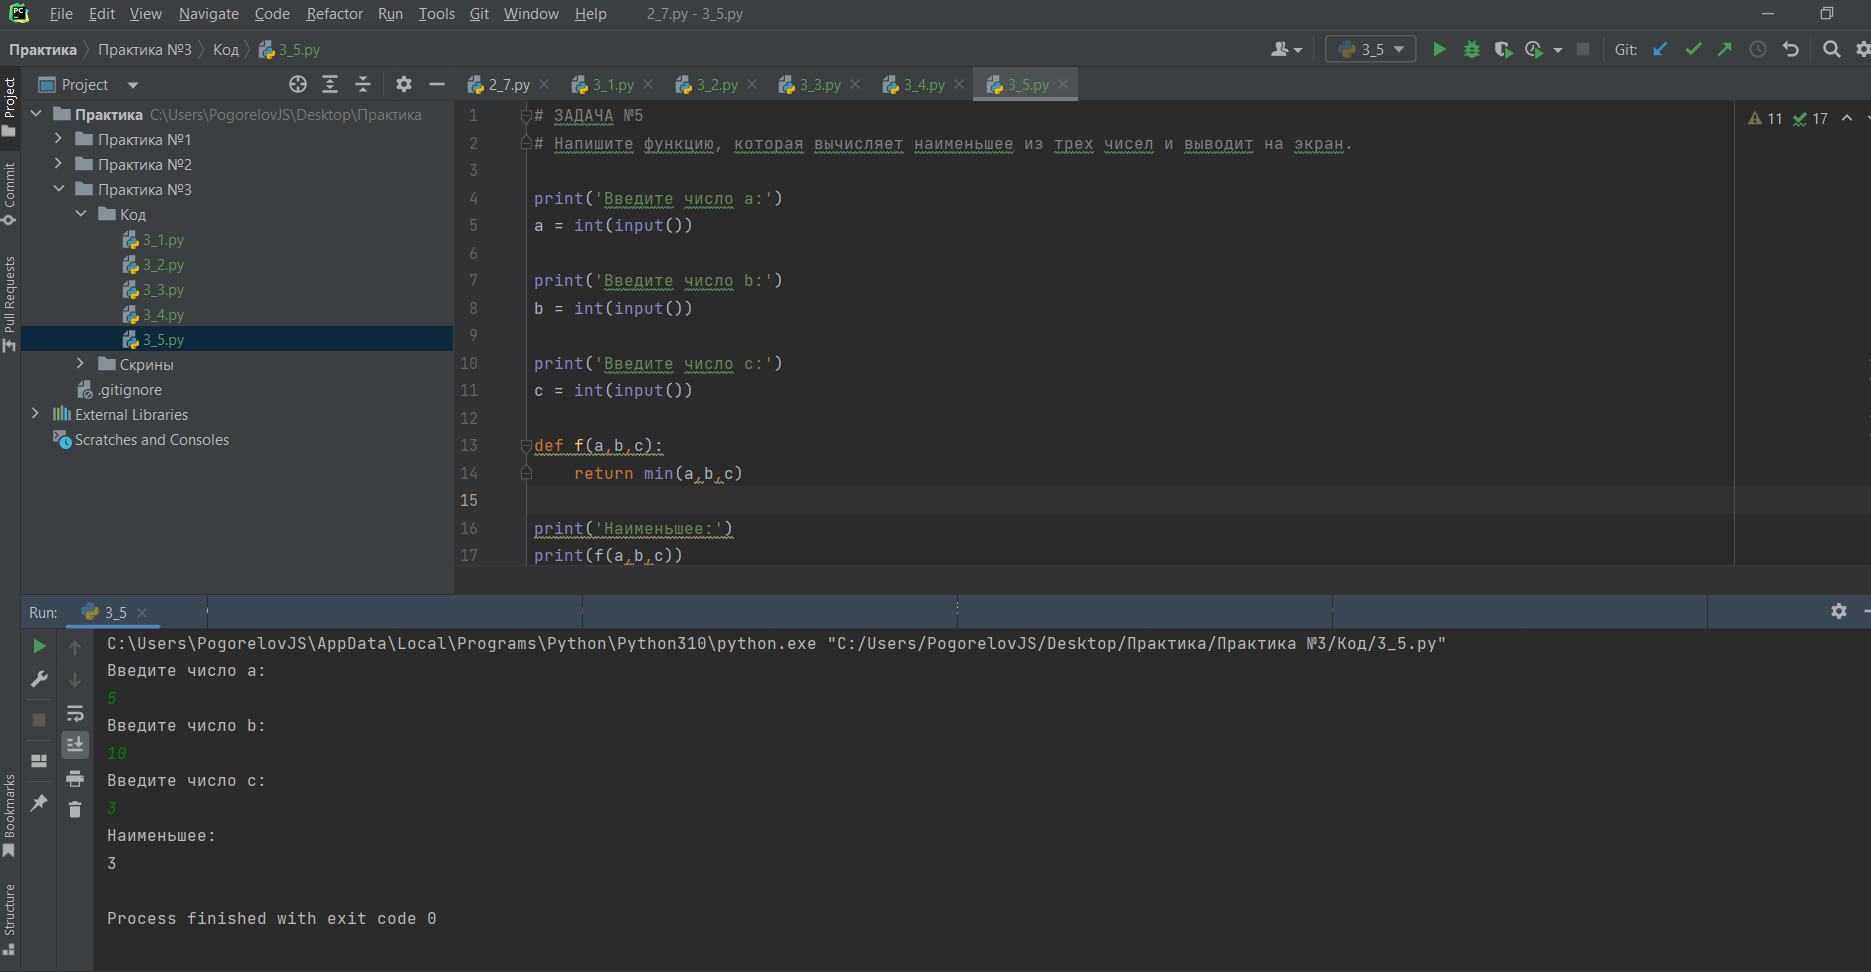 File Edit View Navigate Code Refactor Run Tools Git Window Help 2_7.py - 3_5.py
Практика Практика №3 Код 3_5.py 3_5 Git:
Project 2_7.py 3_1.py 3_2.py 3_3.py 3_4.py 3_5.py
Project
Commit
Pull Requests
Bookmarks
Structure
Практика C:\Users\PogorelovJS\Desktop\Практика
Практика №1
Практика №2
Практика №3
Код
3_1.py
3_2.py
3_3.py
3_4.py
3_5.py
Скрины
.gitignore
External Libraries
Scratches and Consoles
11 17
1 # ЗАДАЧА №5
2 # Напишите функцию, которая вычисляет наименьшее из трех чисел и выводит на экран.
3
4 print('Введите число a:')
5 a = int(input())
6
7 print('Введите число b:')
8 b = int(input())
9
10 print('Введите число c:')
11 c = int(input())
12
13 def f(a,b,c):
14 return min(a,b,c)
15
16 print('Наименьшее:')
17 print(f(a,b,c))
Run: 3_5
C:\Users\PogorelovJS\AppData\Local\Programs\Python\Python310\python.exe "C:/Users/PogorelovJS/Desktop/Практика/Практика №3/Код/3_5.py"
Введите число a:
5
Введите число b:
10
Введите число c:
3
Наименьшее:
3
Process finished with exit code 0